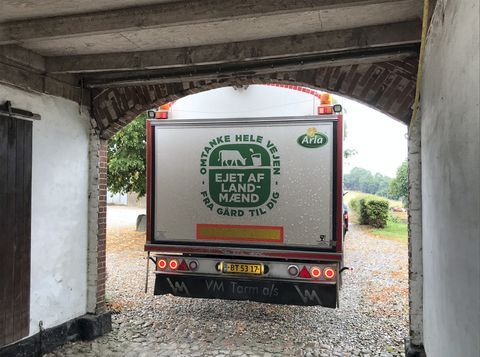 OMTANKE HELE VEJEN
EJET AF
LAND-
MÆND
FRA GÅRD TIL DIG
Arla
VM Tarm a/s